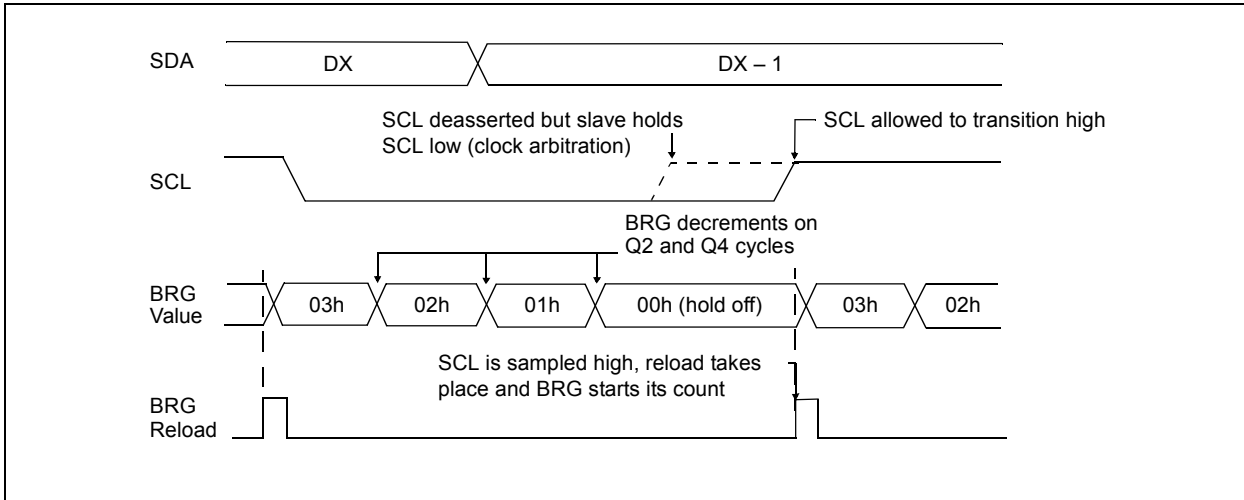 SDA
DX
DX – 1
SCL deasserted but slave holds
SCL low (clock arbitration)
SCL allowed to transition high
SCL
BRG decrements on
Q2 and Q4 cycles
BRG
Value
03h
02h
01h
00h (hold off)
03h
02h
SCL is sampled high, reload takes
place and BRG starts its count
BRG
Reload